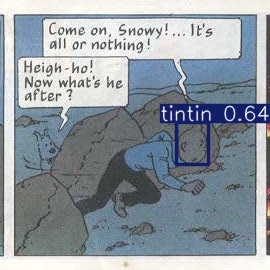 Come on, Snowy!... It's
all or nothing!
Heigh-ho!
Now what's he
after?
tintin 0.64